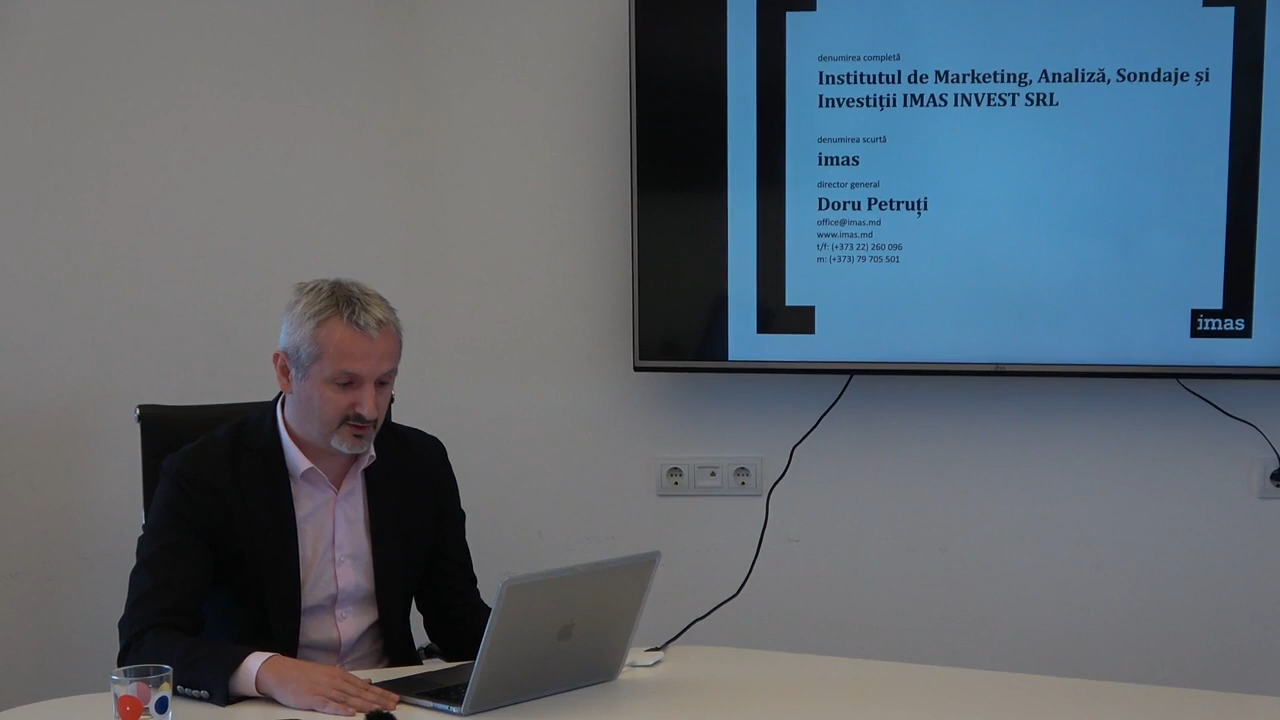 denumirea completă
Institutul de Marketing, Analiză, Sondaje și
Investiţii IMAS INVEST SRL
denumirea scurtă
imas
director general
Doru Petruți
office@imas.md
www.imas.md
t/f: (+373 22) 260 096
m: (+373) 79 705 501
imas